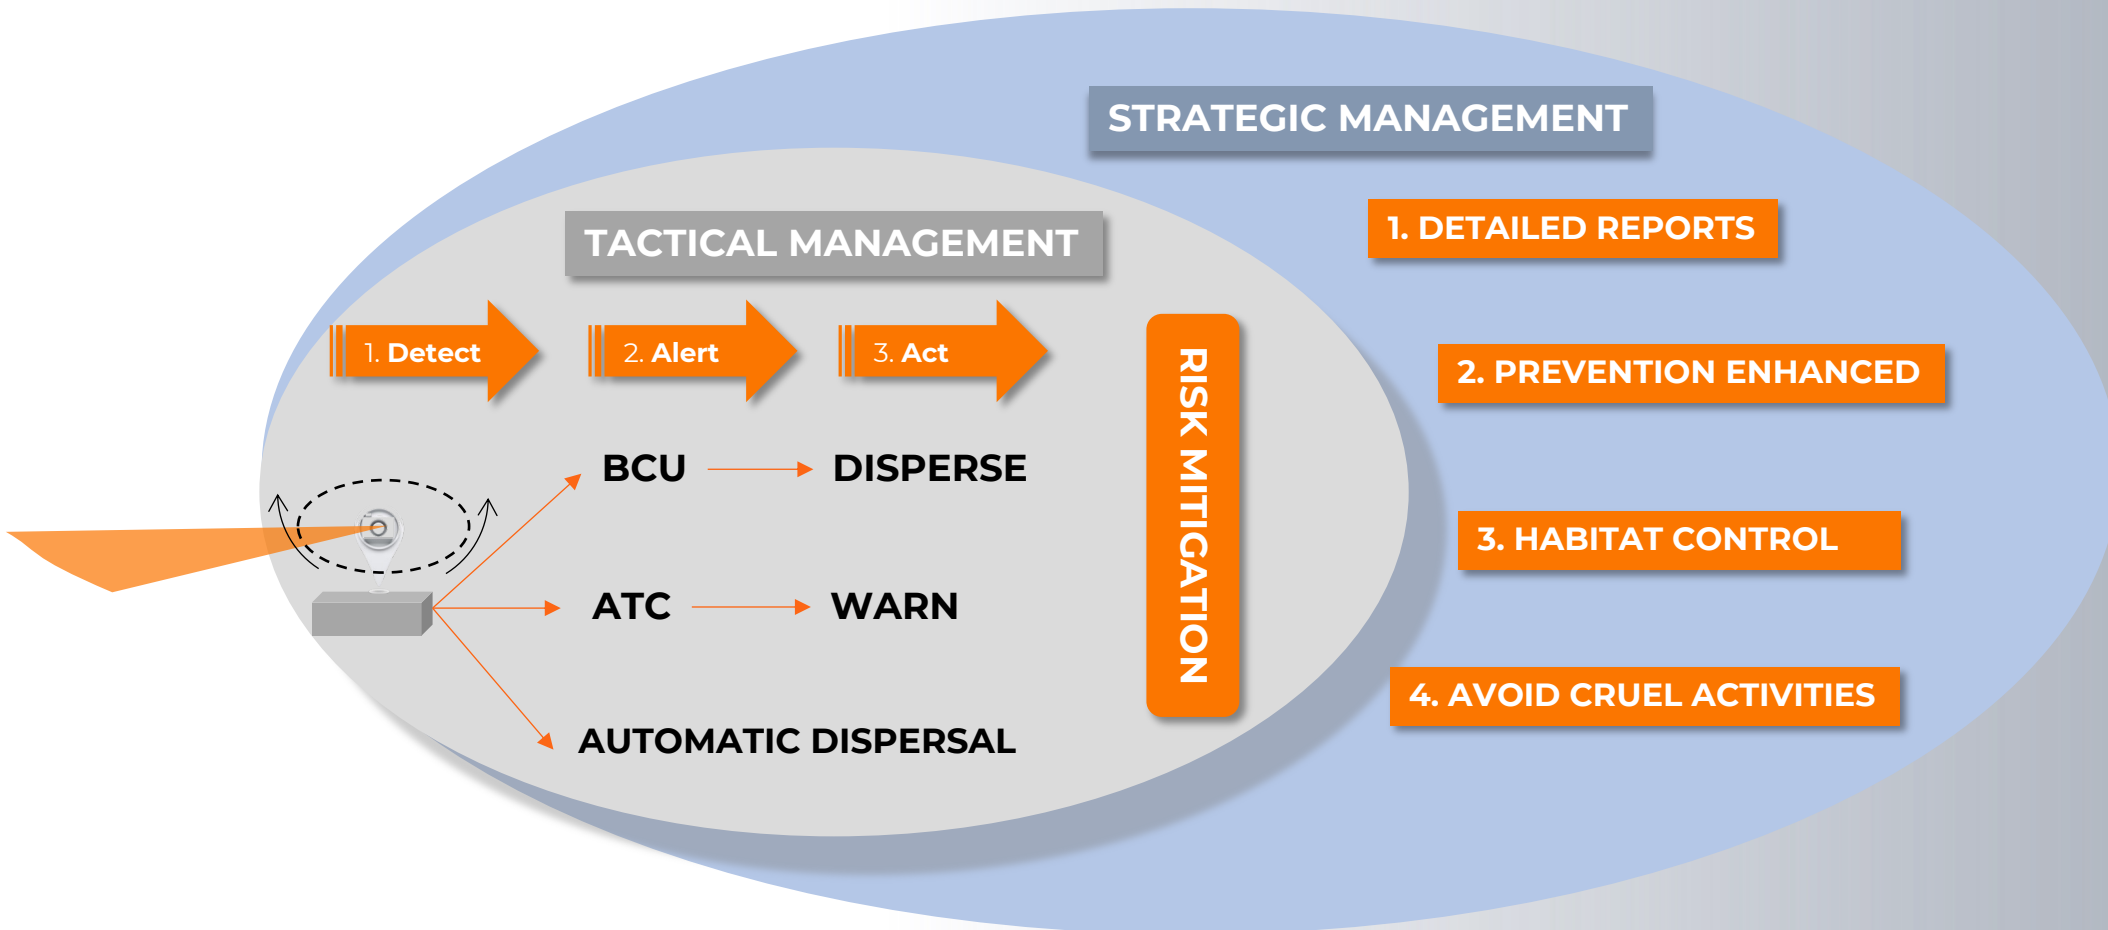 STRATEGIC MANAGEMENT
TACTICAL MANAGEMENT
1. DETAILED REPORTS
2. PREVENTION ENHANCED
3. HABITAT CONTROL
4. AVOID CRUEL ACTIVITIES
1. Detect
2. Alert
3. Act
BCU
DISPERSE
ATC
WARN
AUTOMATIC DISPERSAL
RISK MITIGATION